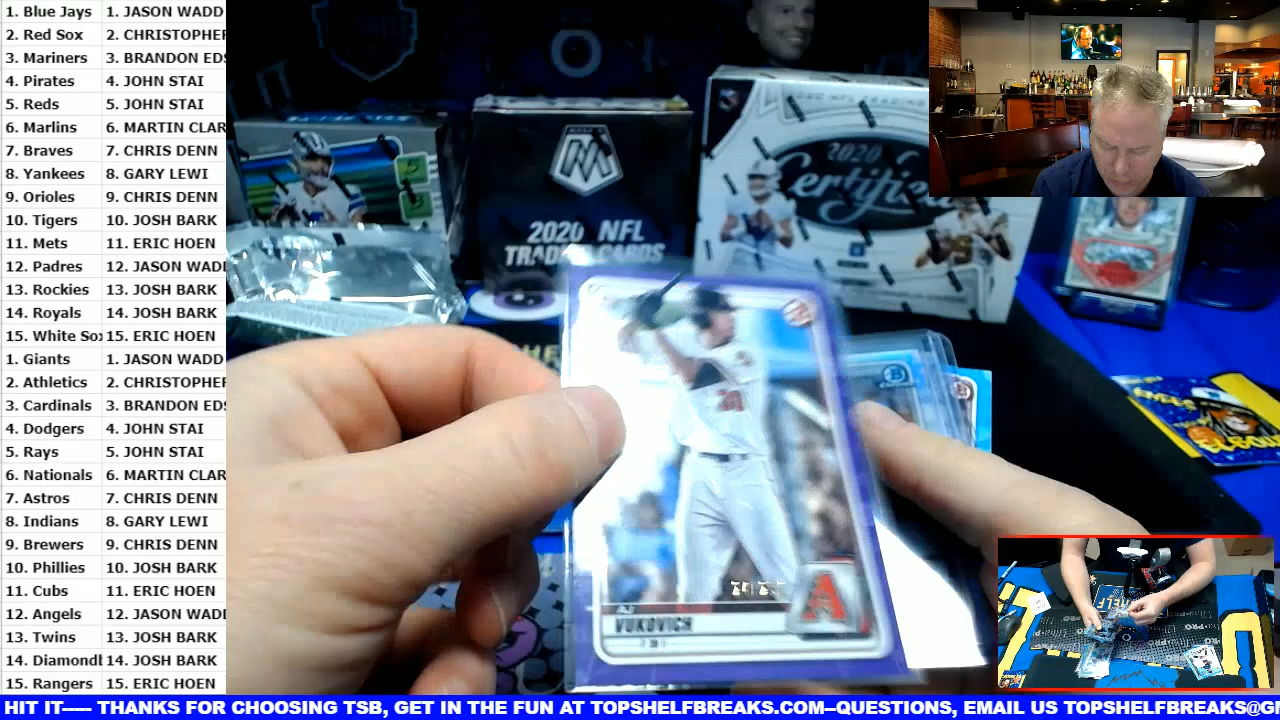 1. Blue Jays 1. JASON WADD
2. Red Sox 2. CHRISTOPHER
3. Mariners 3. BRANDON EDS
4. Pirates 4. JOHN STAI
5. Reds 5. JOHN STAI
6. Marlins 6. MARTIN CLAR
7. Braves 7. CHRIS DENN
8. Yankees 8. GARY LEWI
9. Orioles 9. CHRIS DENN
10. Tigers 10. JOSH BARK
11. Mets 11. ERIC HOEN
12. Padres 12. JASON WADD
13. Rockies 13. JOSH BARK
14. Royals 14. JOSH BARK
15. White Sox 15. ERIC HOEN
1. Giants 1. JASON WADD
2. Athletics 2. CHRISTOPHER
3. Cardinals 3. BRANDON EDS
4. Dodgers 4. JOHN STAI
5. Rays 5. JOHN STAI
6. Nationals 6. MARTIN CLAR
7. Astros 7. CHRIS DENN
8. Indians 8. GARY LEWI
9. Brewers 9. CHRIS DENN
10. Phillies 10. JOSH BARK
11. Cubs 11. ERIC HOEN
12. Angels 12. JASON WADD
13. Twins 13. JOSH BARK
14. Diamond 14. JOSH BARK
15. Rangers 15. ERIC HOEN
2020 NFL
TRADING CARDS
2020
Certified
A
AJ
VUKOVICH
HIT IT----- THANKS FOR CHOOSING TSB, GET IN THE FUN AT TOPSHELFBREAKS.COM--QUESTIONS, EMAIL US TOPSHELFBREAKS@G